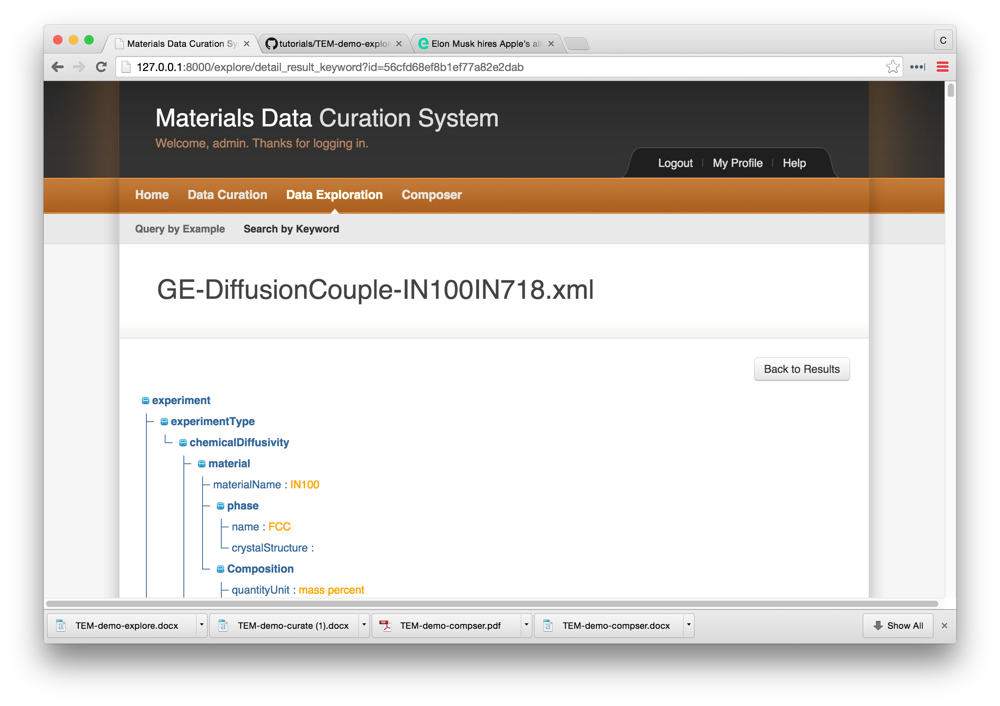 Materials Data Curation Sy
tutorials/TEM-demo-explor
Elon Musk hires Apple's al
C
127.0.0.1:8000/explore/detail_result_keyword?id=56cfd68ef8b1ef77a82e2dab
Materials Data Curation System
Welcome, admin. Thanks for logging in.
Logout | My Profile | Help
Home Data Curation Data Exploration Composer
Query by Example Search by Keyword
GE-DiffusionCouple-IN100IN718.xml
Back to Results
experiment
experimentType
chemicalDiffusivity
material
materialName : IN100
phase
name : FCC
crystalStructure :
Composition
quantityUnit : mass percent
TEM-demo-explore.docx
TEM-demo-curate (1).docx
TEM-demo-compser.pdf
TEM-demo-compser.docx
Show All